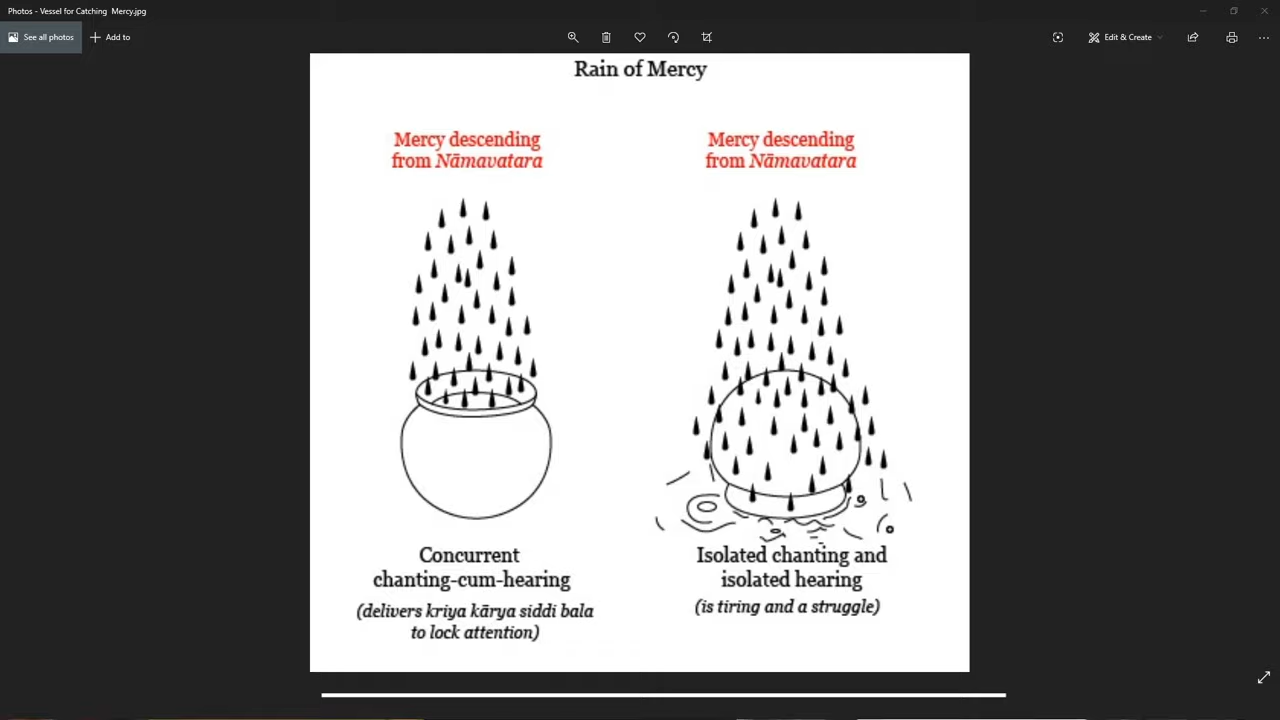 Photos - Vessel for Catching Mercy.jpg
See all photos
Add to
Edit & Create
Rain of Mercy
Mercy descending
from Nāmavatara
Concurrent
chanting-cum-hearing
(delivers kriya kārya siddi bala
to lock attention)
Mercy descending
from Nāmavatara
Isolated chanting and
isolated hearing
(is tiring and a struggle)